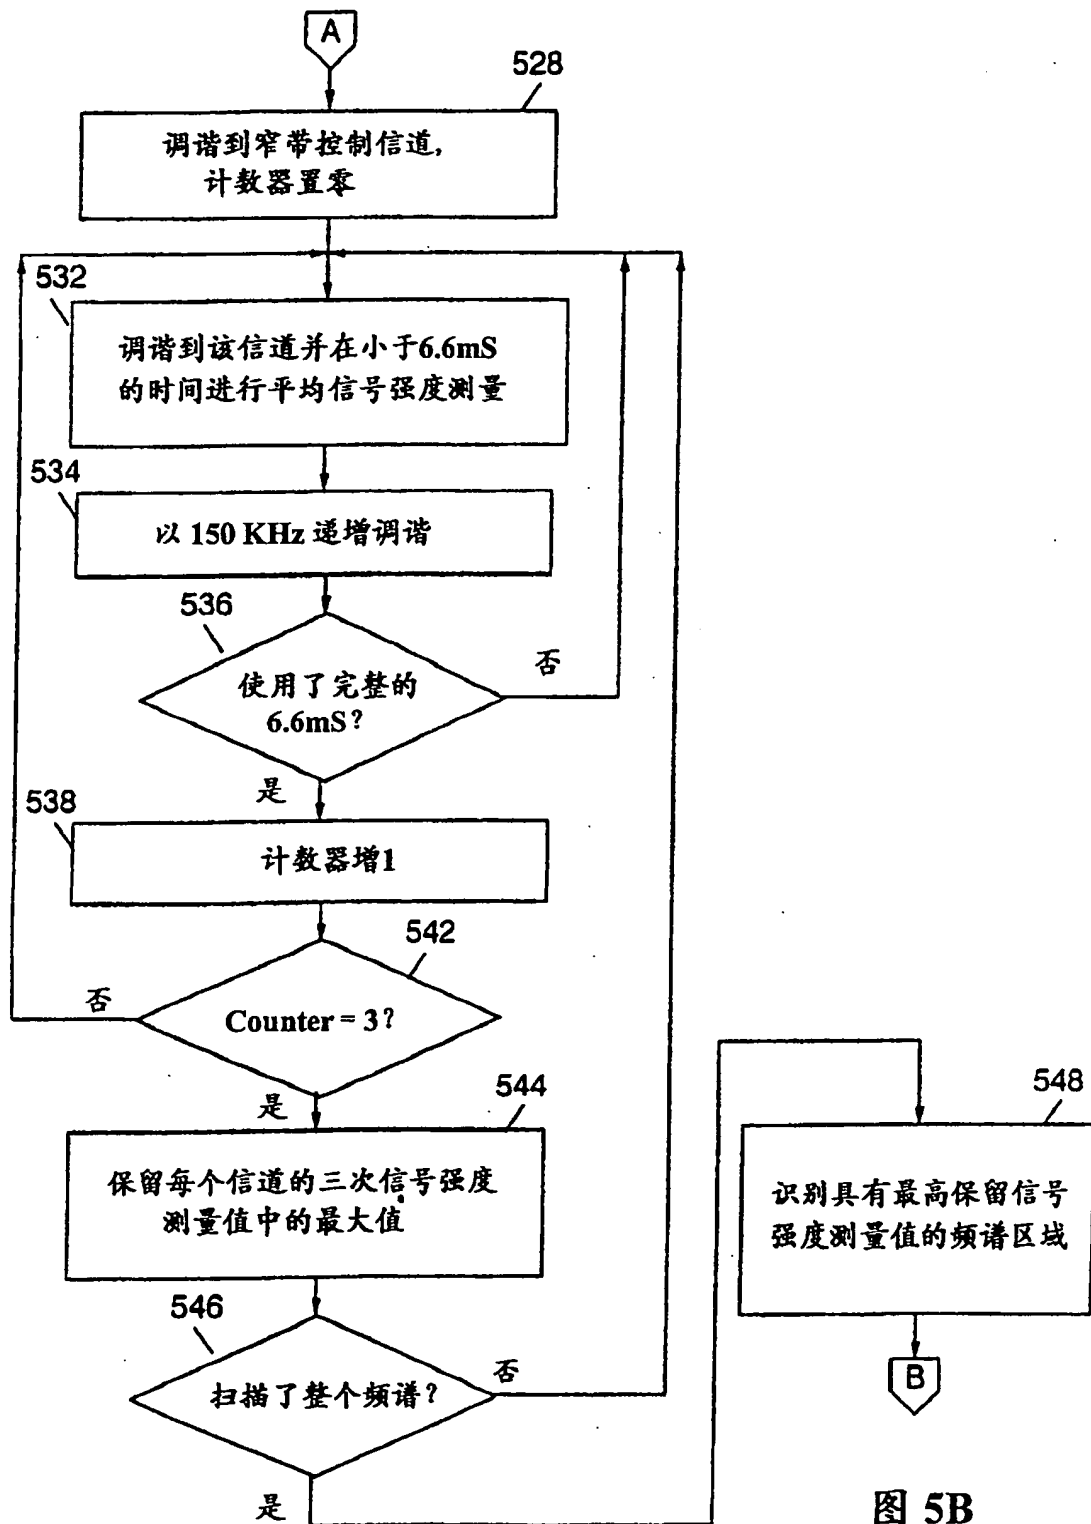 A
528
调谐到窄带控制信道,
计数器置零
532
调谐到该信道并在小于6.6mS
的时间进行平均信号强度测量
534
以 150 KHz 递增调谐
536
使用了完整的
6.6mS?
否
是
538
计数器增1
542
Counter = 3?
否
是
544
保留每个信道的三次信号强度
测量值中的最大值
546
扫描了整个频谱?
否
是
548
识别具有最高保留信号
强度测量值的频谱区域
B
图 5B